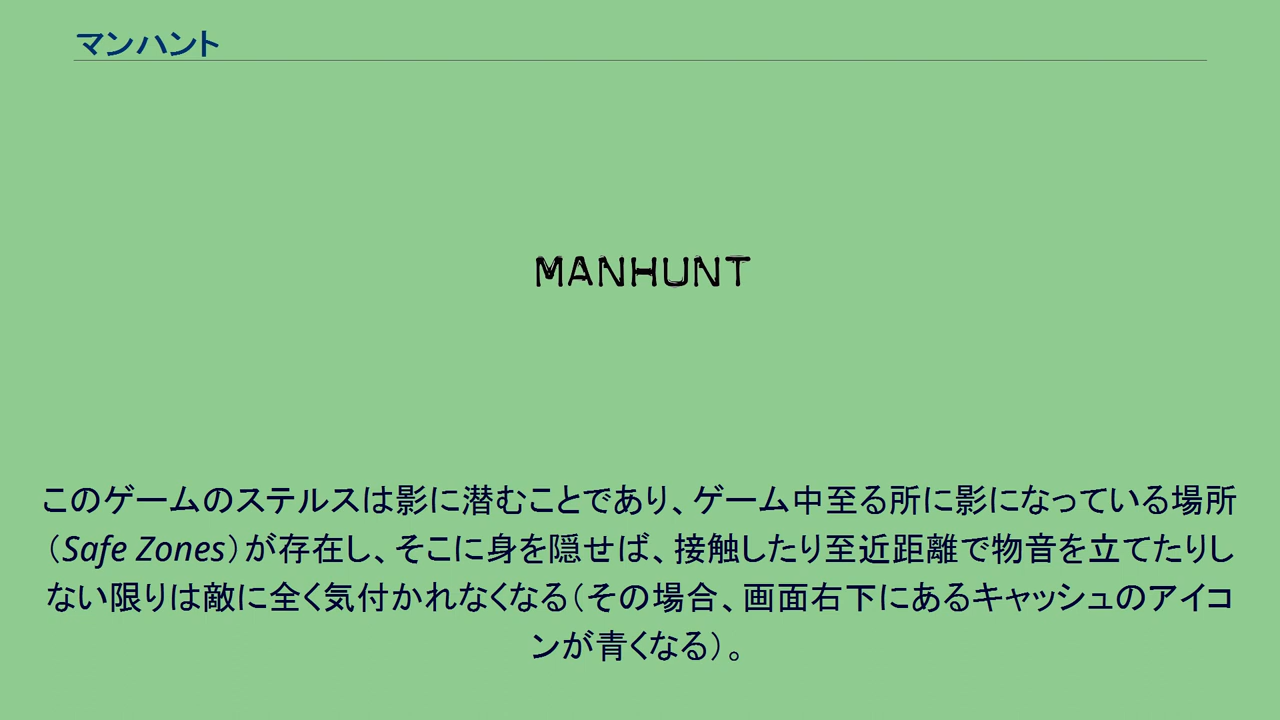 マンハント
MANHUNT
このゲームのステルスは影に潜むことであり、ゲーム中至る所に影になっている場所
（Safe Zones）が存在し、そこに身を隠せば、接触したり至近距離で物音を立てたりし
ない限りは敵に全く気付かれなくなる（その場合、画面右下にあるキャッシュのアイコ
ンが青くなる）。